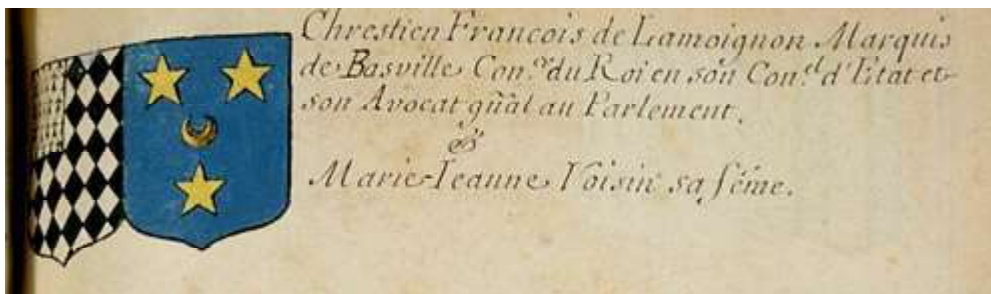 Chrestien Francois de Lamoignon Marquis
de Basville Con.er du Roi en son Con.el d'Etat et
son Avocat gñal au Parlement.
&
Marie-Jeanne Voisin sa féme.